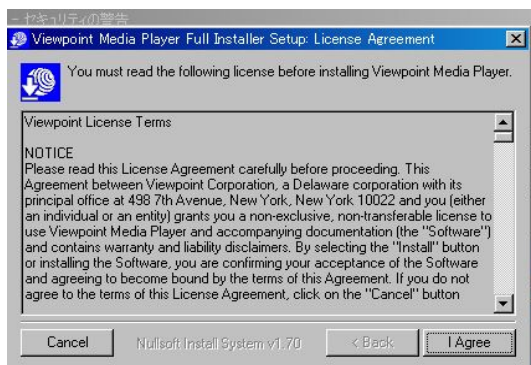 - セキュリティの警告
Viewpoint Media Player Full Installer Setup: License Agreement
You must read the following license before installing Viewpoint Media Player.
Viewpoint License Terms
NOTICE
Please read this License Agreement carefully before proceeding. This
Agreement between Viewpoint Corporation, a Delaware corporation with its
principal office at 498 7th Avenue, New York, New York 10022 and you (either
an individual or an entity) grants you a non-exclusive, non-transferable license to
use Viewpoint Media Player and accompanying documentation (the "Software")
and contains warranty and liability disclaimers. By selecting the "Install" button
or installing the Software, you are confirming your acceptance of the Software
and agreeing to become bound by the terms of this Agreement. If you do not
agree to the terms of this License Agreement, click on the "Cancel" button
Cancel
Nullsoft Install System v1.70
< Back
I Agree